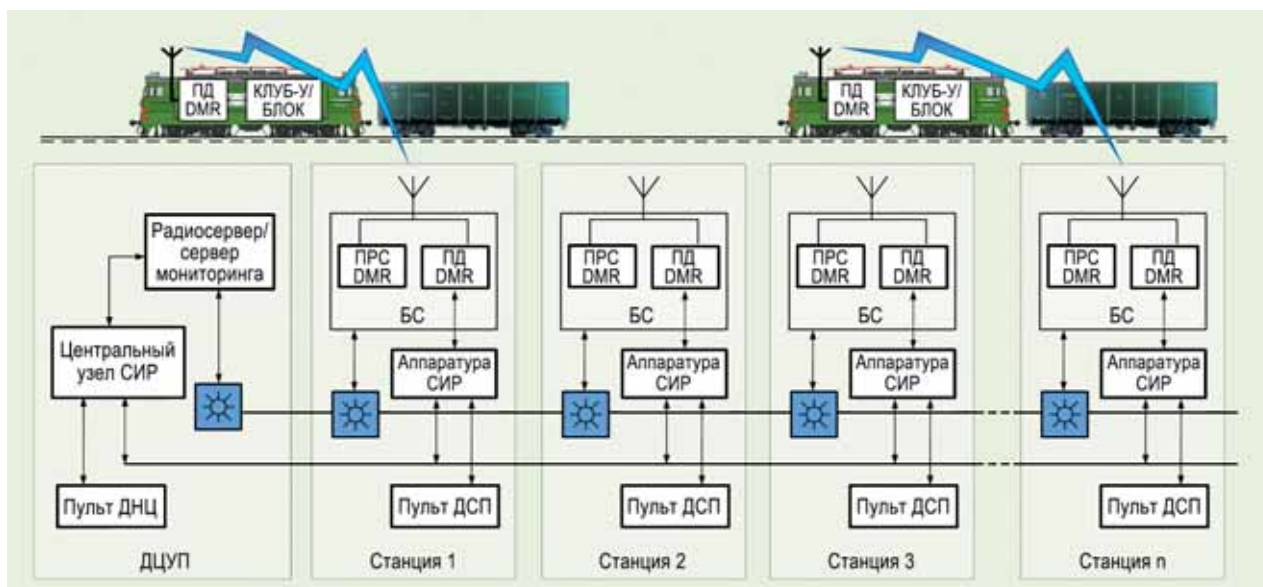 ПД
DMR
КЛУБ-У/
БЛОК
ПД
DMR
КЛУБ-У/
БЛОК
Радиосервер/
сервер
мониторинга
Центральный
узел СИР
Пульт ДНЦ
ДЦУП
ПРС
DMR
ПД
DMR
БС
Аппаратура
СИР
Пульт ДСП
Станция 1
ПРС
DMR
ПД
DMR
БС
Аппаратура
СИР
Пульт ДСП
Станция 2
ПРС
DMR
ПД
DMR
БС
Аппаратура
СИР
Пульт ДСП
Станция 3
ПРС
DMR
ПД
DMR
БС
Аппаратура
СИР
Пульт ДСП
Станция n